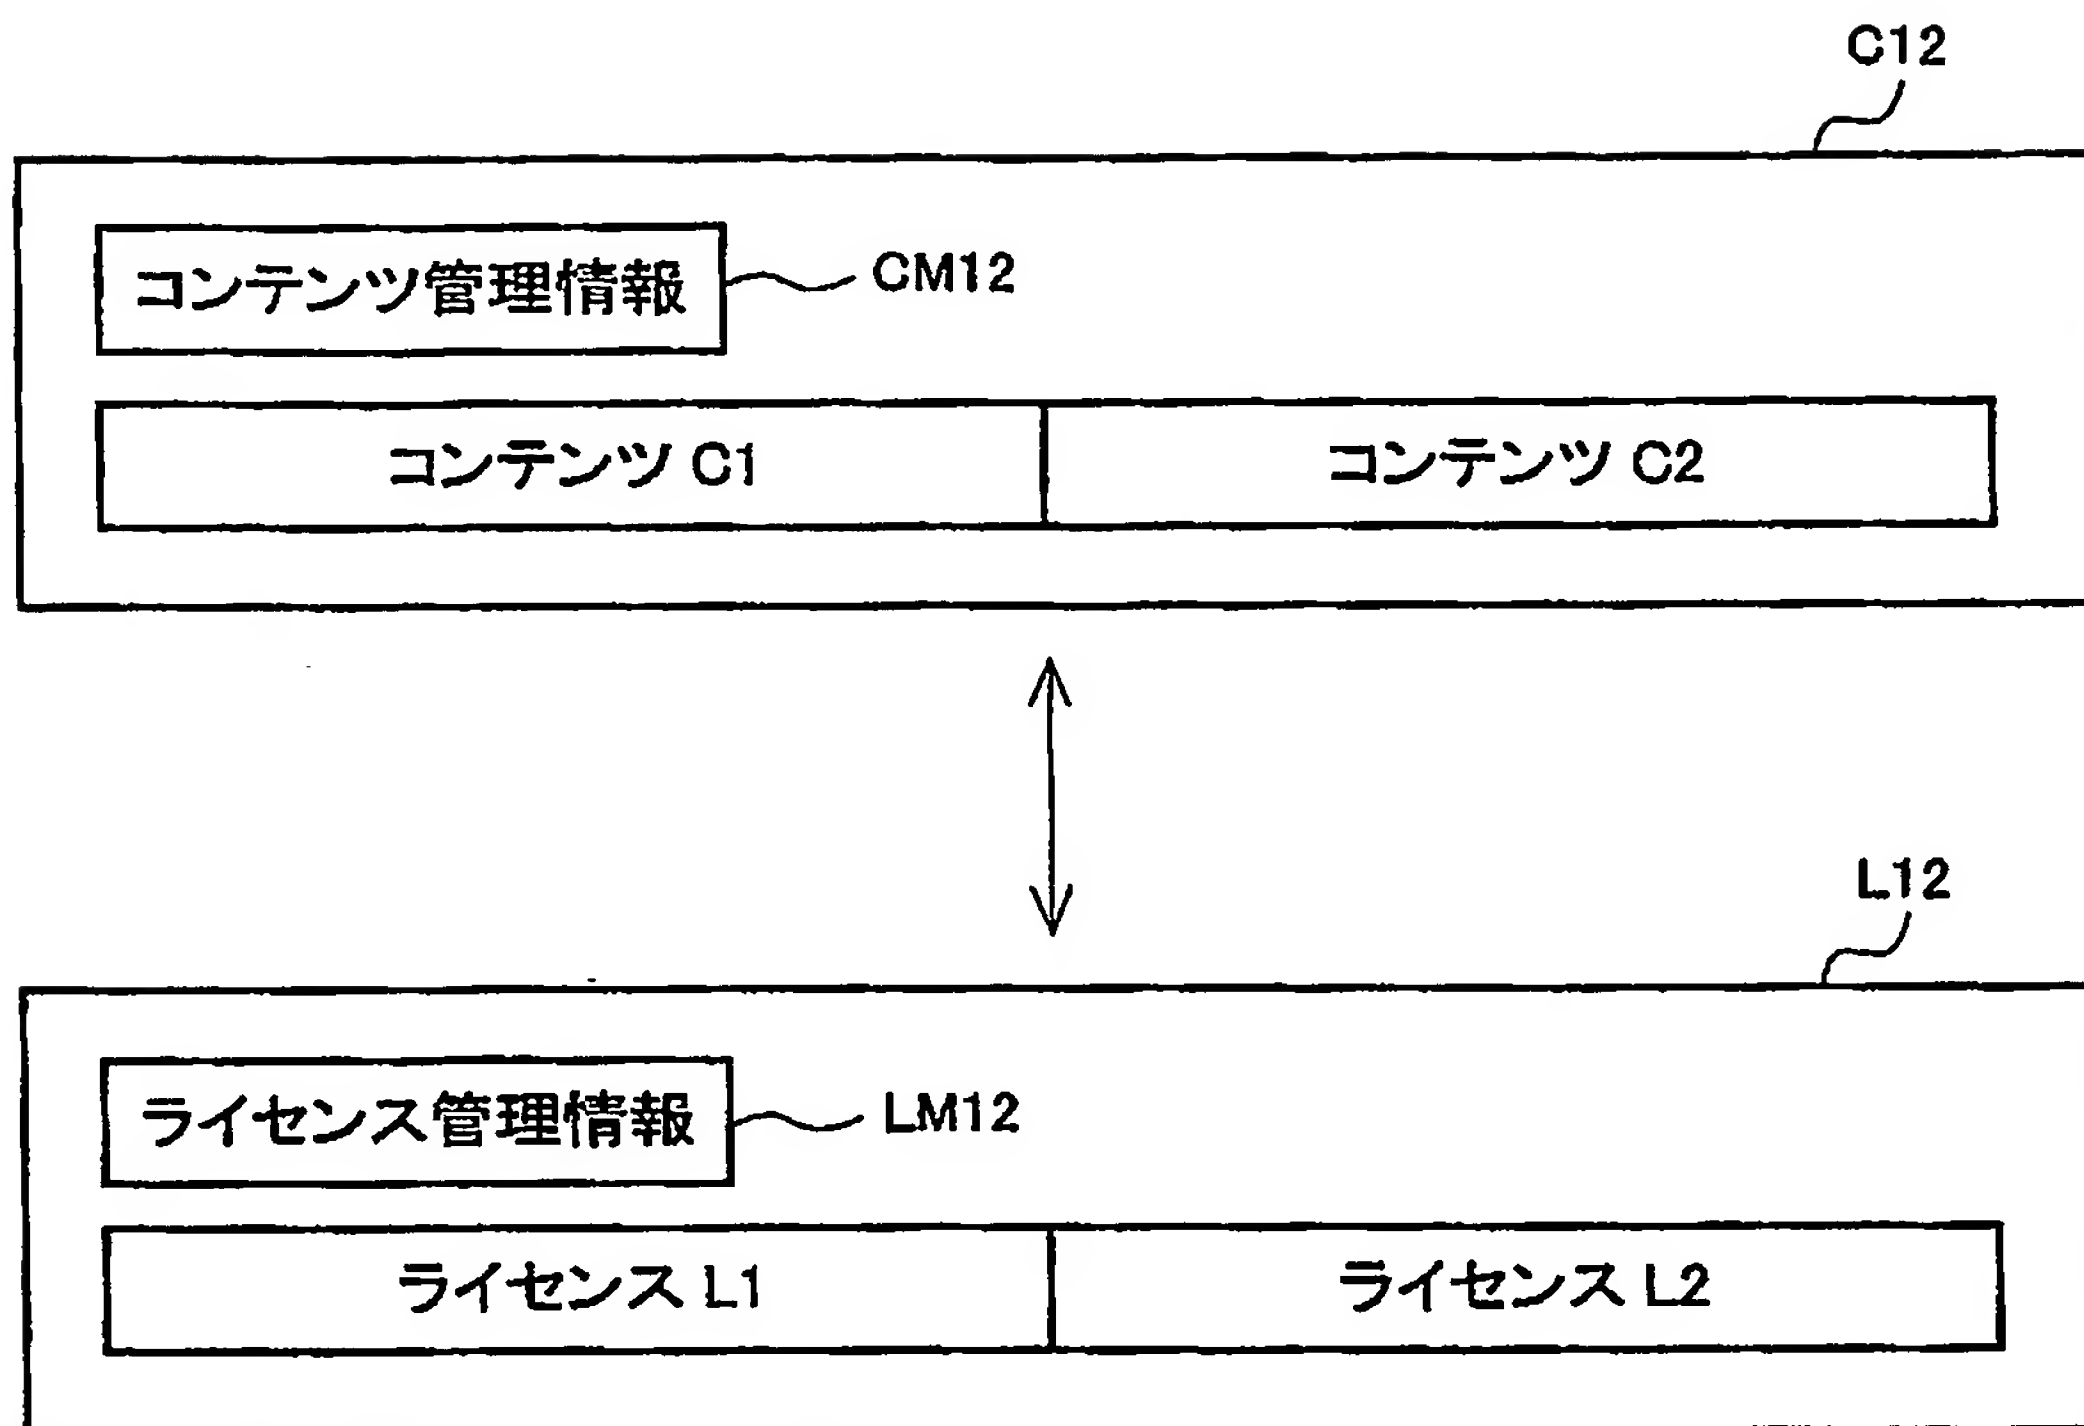 C12
コンテンツ管理情報 CM12
コンテンツ C1 コンテンツ C2
L12
ライセンス管理情報 LM12
ライセンス L1 ライセンス L2